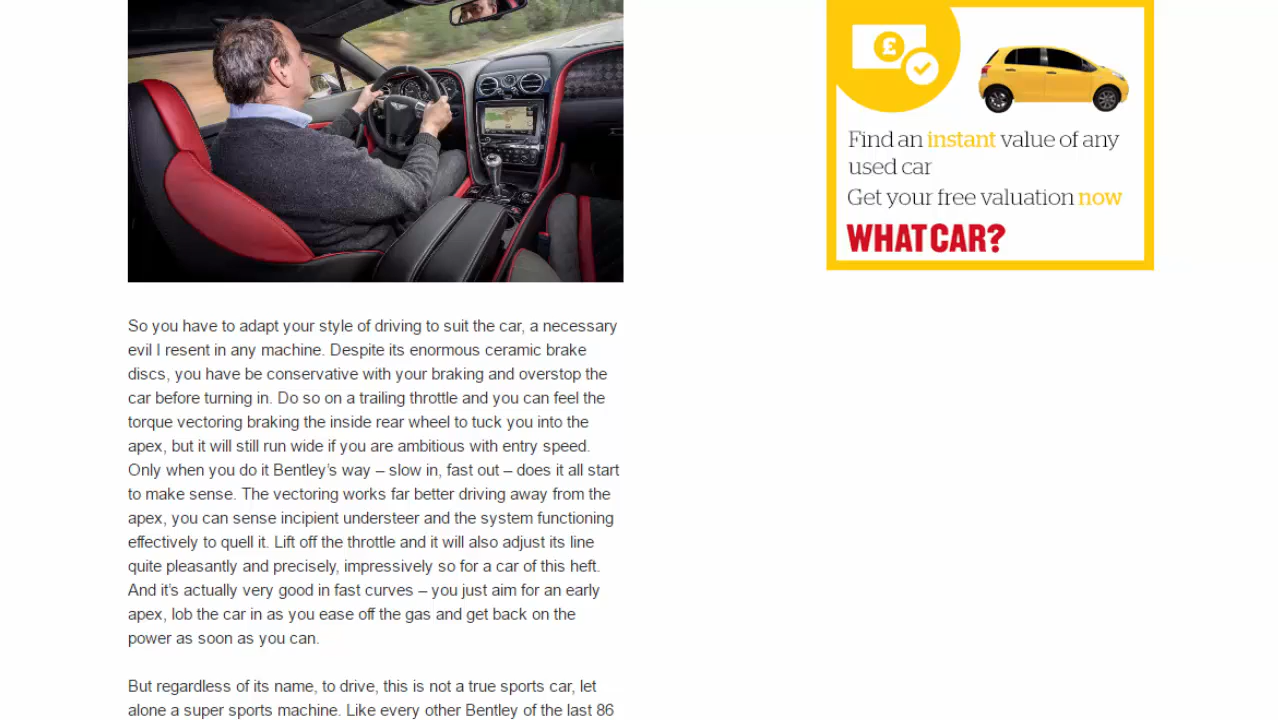 So you have to adapt your style of driving to suit the car, a necessary
evil I resent in any machine. Despite its enormous ceramic brake
discs, you have be conservative with your braking and overstop the
car before turning in. Do so on a trailing throttle and you can feel the
torque vectoring braking the inside rear wheel to tuck you into the
apex, but it will still run wide if you are ambitious with entry speed.
Only when you do it Bentley’s way – slow in, fast out – does it all start
to make sense. The vectoring works far better driving away from the
apex, you can sense incipient understeer and the system functioning
effectively to quell it. Lift off the throttle and it will also adjust its line
quite pleasantly and precisely, impressively so for a car of this heft.
And it’s actually very good in fast curves – you just aim for an early
apex, lob the car in as you ease off the gas and get back on the
power as soon as you can.
But regardless of its name, to drive, this is not a true sports car, let
alone a super sports machine. Like every other Bentley of the last 86
£
Find an instant value of any
used car
Get your free valuation now
WHAT CAR?